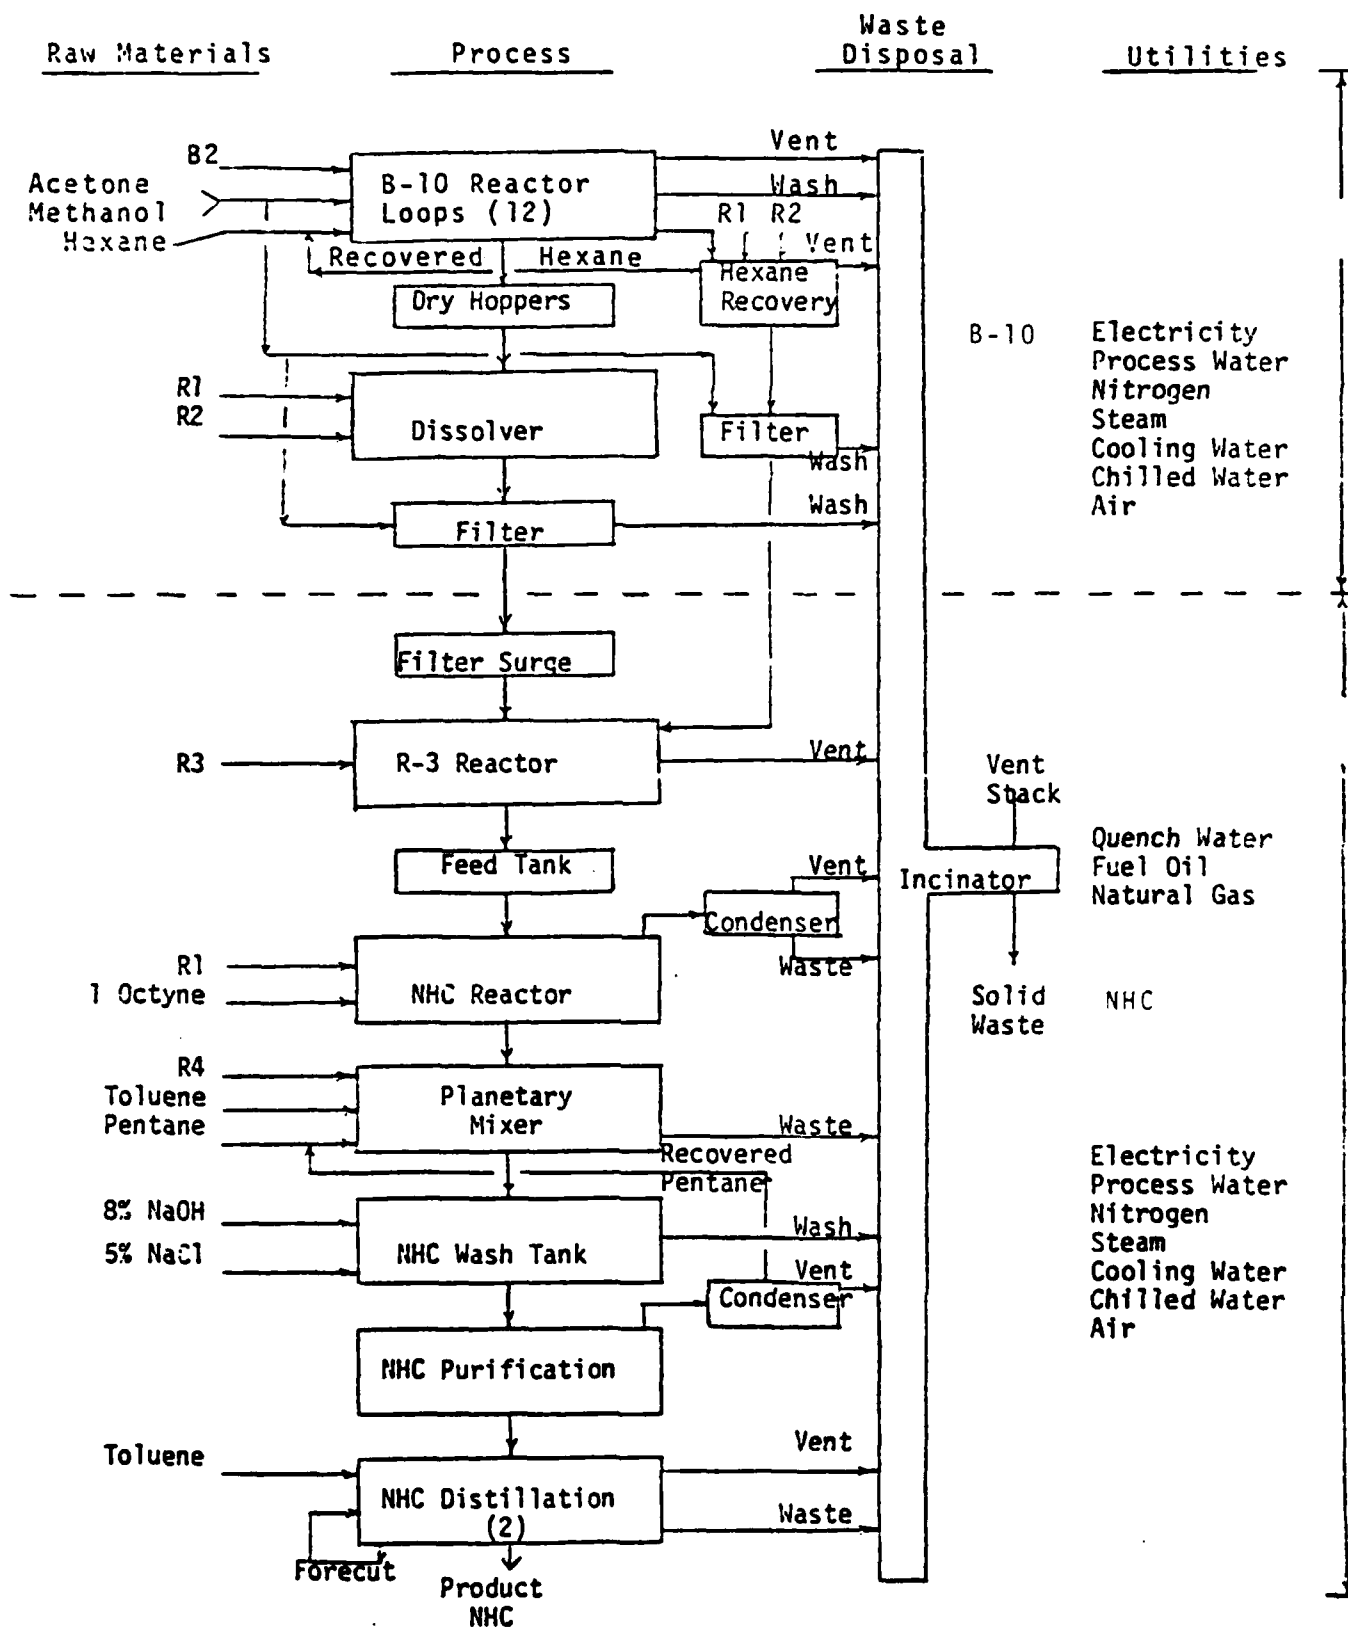 Raw Materials
Process
Waste
Disposal
Utilities
B2
Acetone
Methanol
Hexane
B-10 Reactor
Loops (12)
Vent
Wash
R1 R2
Vent
Recovered Hexane
Hexane
Recovery
Dry Hoppers
B-10
Electricity
Process Water
Nitrogen
Steam
Cooling Water
Chilled Water
Air
R1
R2
Dissolver
Filter
Wash
Filter
Wash
Filter Surge
R3
R-3 Reactor
Vent
Vent
Stack
Feed Tank
Vent
Condenser
Waste
Incinator
Quench Water
Fuel Oil
Natural Gas
R1
1 Octyne
NHC Reactor
Solid
Waste
NHC
R4
Toluene
Pentane
Planetary
Mixer
Waste
Recovered
Pentane
Electricity
Process Water
Nitrogen
Steam
Cooling Water
Chilled Water
Air
8% NaOH
5% NaCl
NHC Wash Tank
Wash
Vent
Condenser
NHC Purification
Toluene
NHC Distillation
(2)
Vent
Waste
Forecut
Product
NHC